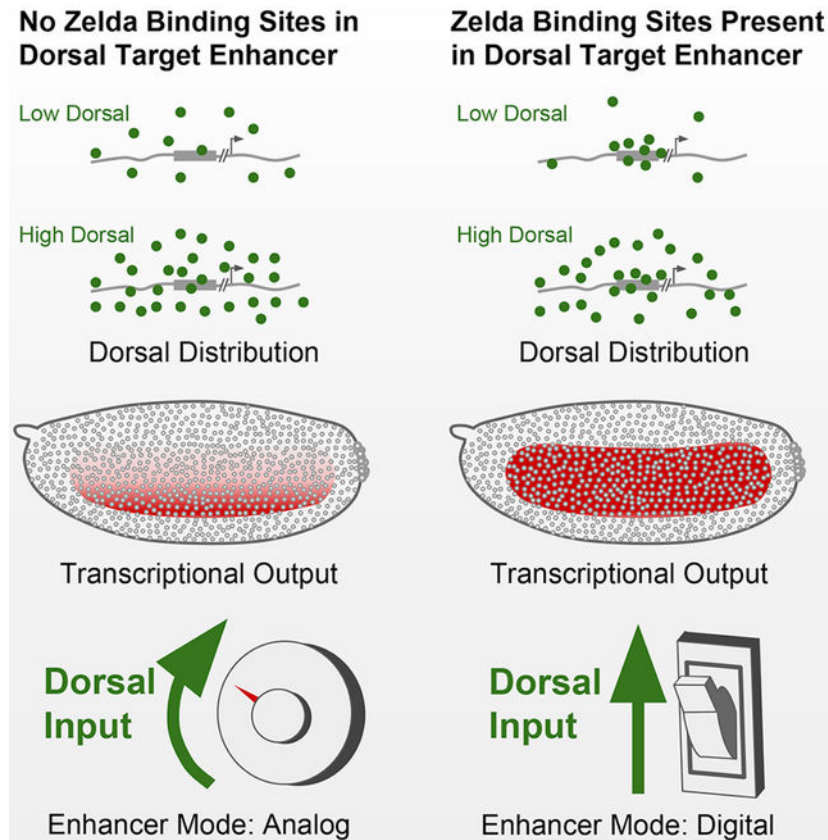 No Zelda Binding Sites in
Dorsal Target Enhancer
Low Dorsal
High Dorsal
Dorsal Distribution
Transcriptional Output
Dorsal
Input
Enhancer Mode: Analog
Zelda Binding Sites Present
in Dorsal Target Enhancer
Low Dorsal
High Dorsal
Dorsal Distribution
Transcriptional Output
Dorsal
Input
Enhancer Mode: Digital